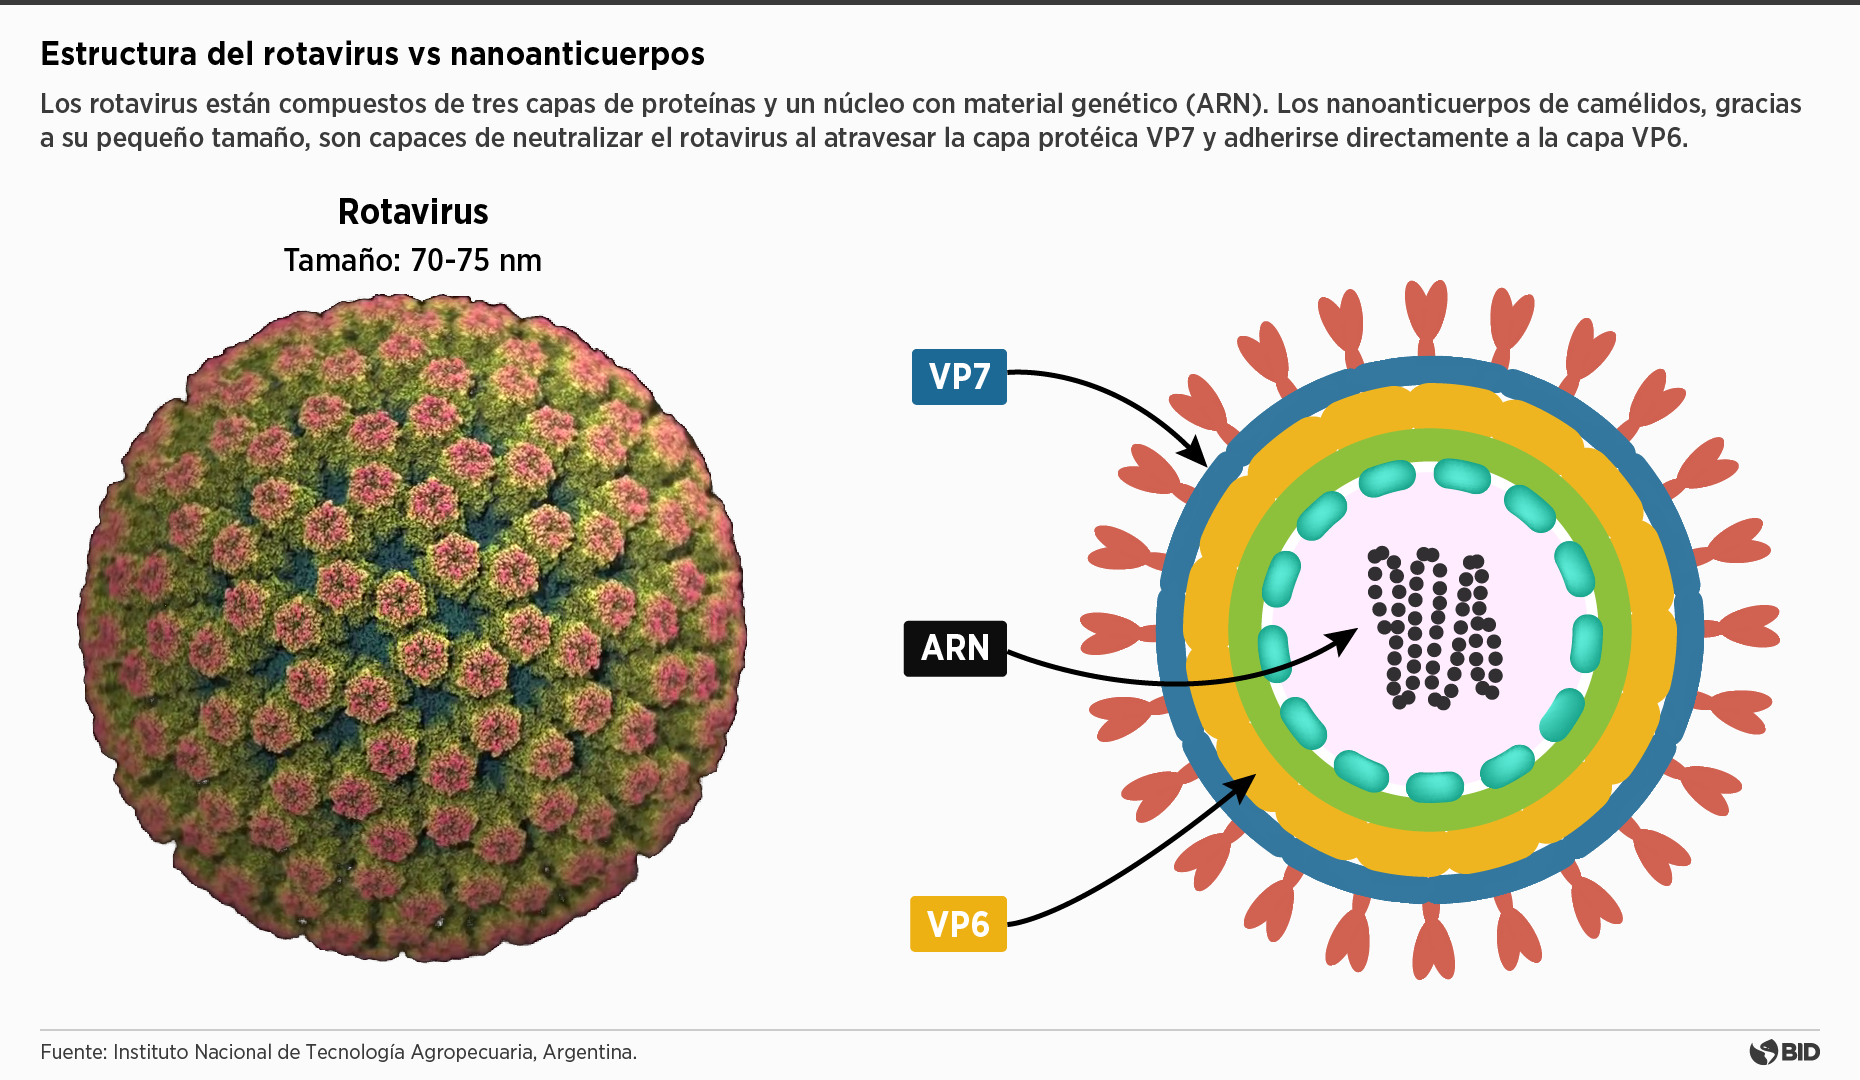 Estructura del rotavirus vs nanoanticuerpos
Los rotavirus están compuestos de tres capas de proteínas y un núcleo con material genético (ARN). Los nanoanticuerpos de camélidos, gracias
a su pequeño tamaño, son capaces de neutralizar el rotavirus al atravesar la capa protéica VP7 y adherirse directamente a la capa VP6.
Rotavirus
Tamaño: 70-75 nm
VP7
ARN
VP6
Fuente: Instituto Nacional de Tecnología Agropecuaria, Argentina.
BID